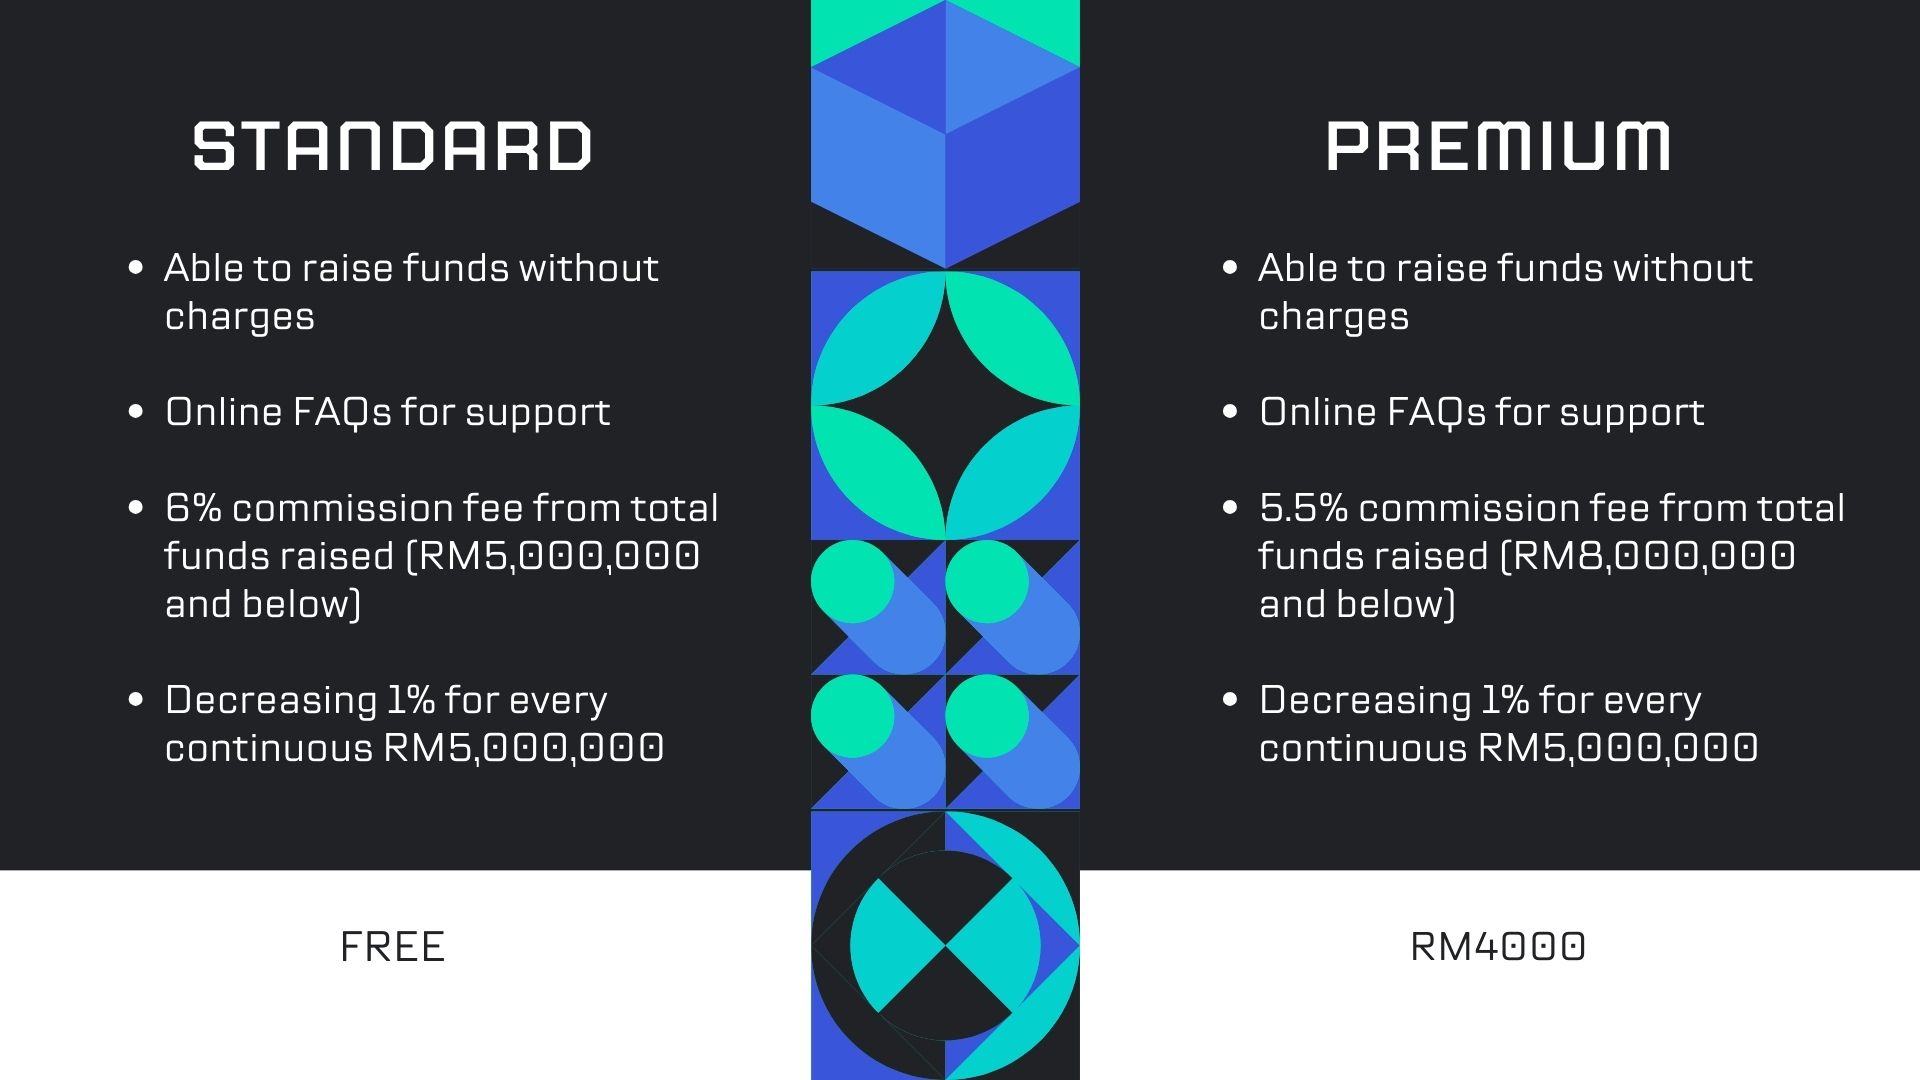 STANDARD
• Able to raise funds without
charges
• Online FAQs for support
• 6% commission fee from total
funds raised (RM5,000,000
and below)
• Decreasing 1% for every
continuous RM5,000,000
FREE
PREMIUM
• Able to raise funds without
charges
• Online FAQs for support
• 5.5% commission fee from total
funds raised (RM8,000,000
and below)
• Decreasing 1% for every
continuous RM5,000,000
RM4000